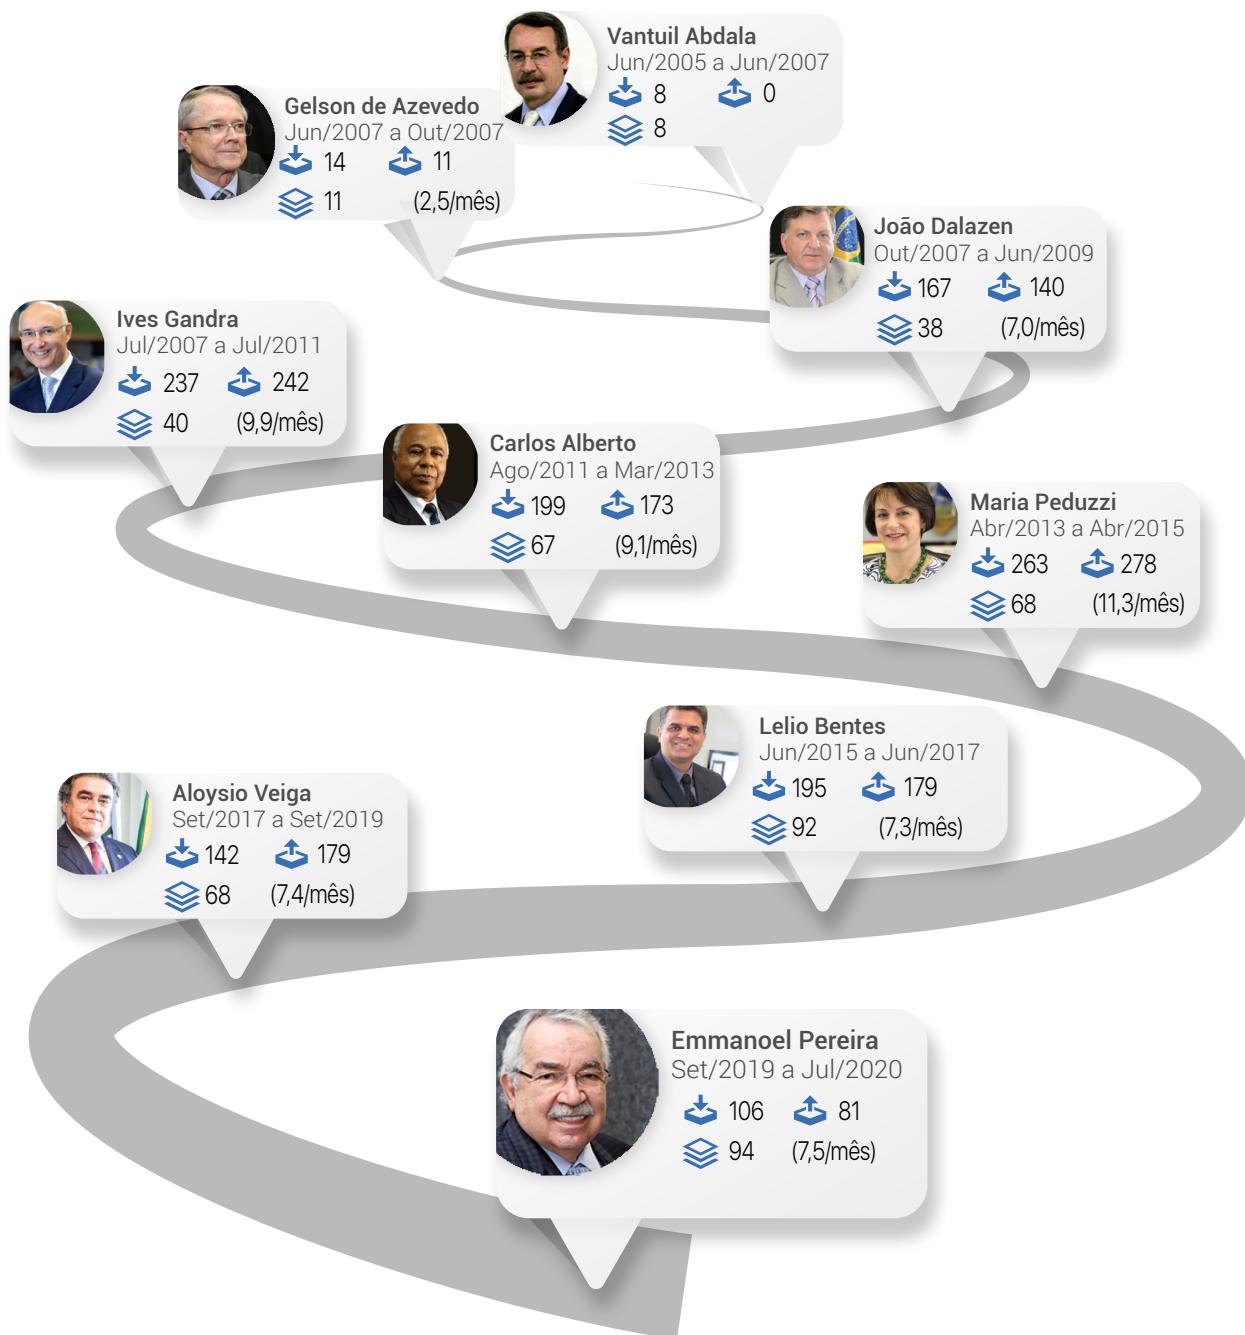 Vantuil Abdala
Jun/2005 a Jun/2007
8 0
8
Gelson de Azevedo
Jun/2007 a Out/2007
14 11
11 (2,5/mês)
João Dalazen
Out/2007 a Jun/2009
167 140
38 (7,0/mês)
Ives Gandra
Jul/2007 a Jul/2011
237 242
40 (9,9/mês)
Carlos Alberto
Ago/2011 a Mar/2013
199 173
67 (9,1/mês)
Maria Peduzzi
Abr/2013 a Abr/2015
263 278
68 (11,3/mês)
Lelio Bentes
Jun/2015 a Jun/2017
195 179
92 (7,3/mês)
Aloysio Veiga
Set/2017 a Set/2019
142 179
68 (7,4/mês)
Emmanoel Pereira
Set/2019 a Jul/2020
106 81
94 (7,5/mês)